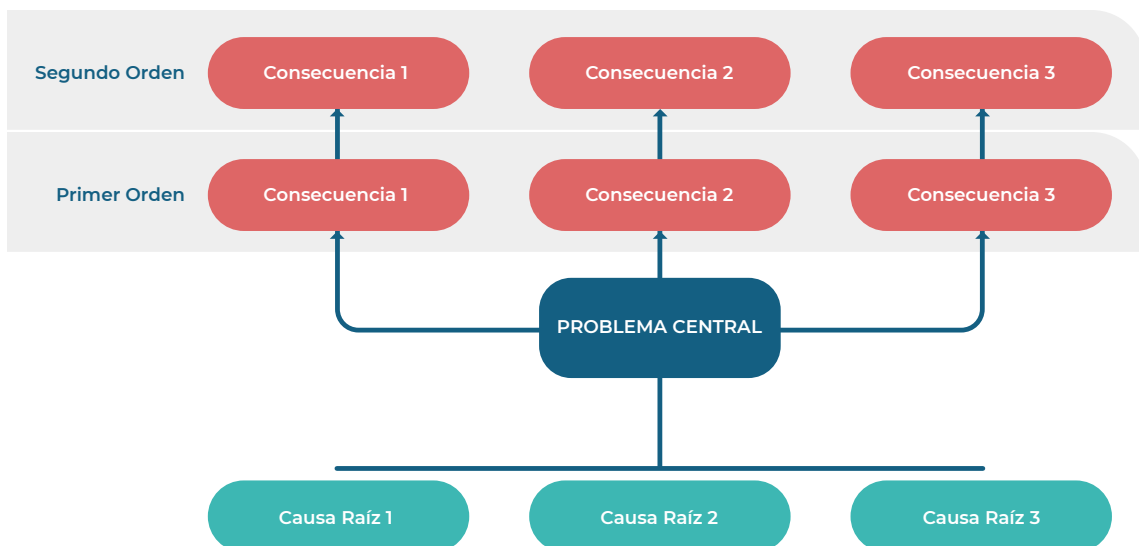 Segundo Orden
Consecuencia 1
Consecuencia 2
Consecuencia 3
Primer Orden
Consecuencia 1
Consecuencia 2
Consecuencia 3
PROBLEMA CENTRAL
Causa Raíz 1
Causa Raíz 2
Causa Raíz 3